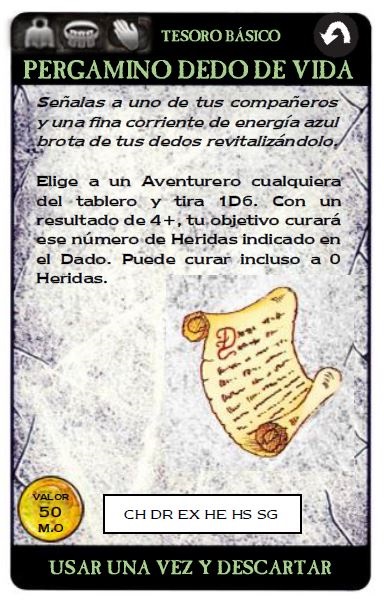 TESORO BÁSICO
PERGAMINO DEDO DE VIDA
Señalas a uno de tus compañeros
y una fina corriente de energía azul
brota de tus dedos revitalizándolo.
Elige a un Aventurero cualquiera
del tablero y tira 1D6. Con un
resultado de 4+, tu objetivo curará
ese número de Heridas indicado en
el Dado. Puede curar incluso a 0
Heridas.
VALOR
50
M.O
CH DR EX HE HS SG
USAR UNA VEZ Y DESCARTAR